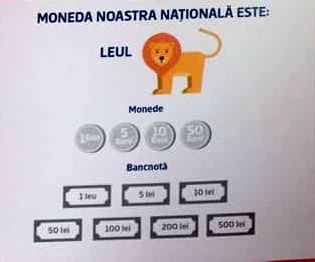 MONEDA NOASTRA NAȚIONALĂ ESTE:
LEUL
Monede
1 Ban 5 Bani 10 Bani 50 Bani
Bancnotă
1 leu 5 lei 10 lei
50 lei 100 lei 200 lei 500 lei